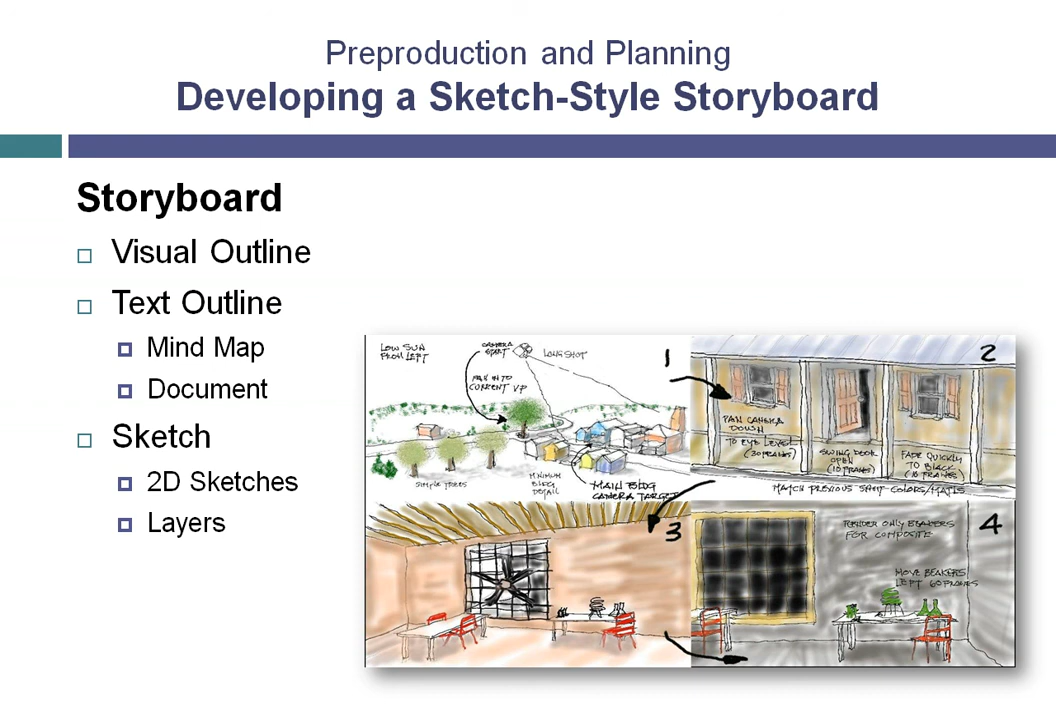 Preproduction and Planning
Developing a Sketch-Style Storyboard
Storyboard
Visual Outline
Text Outline
Mind Map
Document
Sketch
2D Sketches
Layers
LOW SUN
FROM LEFT
CAMERA
START
LONG SHOT
1
PAN INTO
CURRENT VP
SIMPLE TREES
MINIMUM
BLDG
DETAIL
MAIN BLDG
CAMERA TARGET
2
PAN CAMERA
DOWN
TO EYE LEVEL
(30 FRAMES)
SWING DOOR
OPEN
(10 FRAMES)
FADE QUICKLY
TO BLACK
MATCH PREVIOUS SHOT COLORS/MATLS
3
4
RENDER ONLY BEAKERS
FOR COMPOSITE
MOVE BEAKERS
LEFT 60 FRAMES